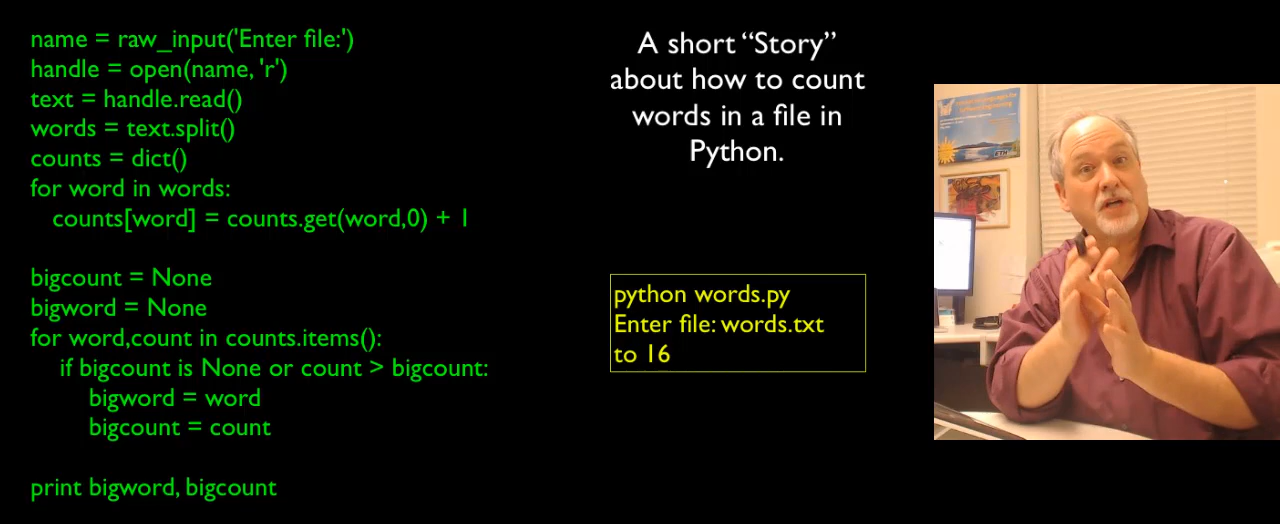 name = raw_input('Enter file:')
handle = open(name, 'r')
text = handle.read()
words = text.split()
counts = dict()
for word in words:
    counts[word] = counts.get(word,0) + 1

bigcount = None
bigword = None
for word,count in counts.items():
    if bigcount is None or count > bigcount:
        bigword = word
        bigcount = count

print bigword, bigcount
A short “Story”
about how to count
words in a file in
Python.
python words.py
Enter file: words.txt
to 16